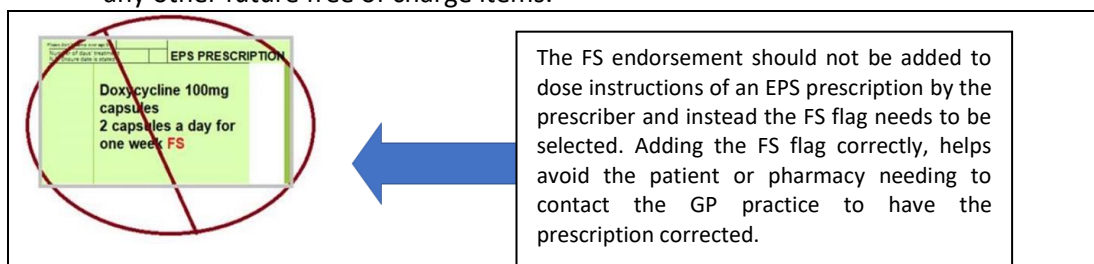 any other future free of charge items.
EPS PRESCRIPTION
Doxycycline 100mg
capsules
2 capsules a day for
one week FS
The FS endorsement should not be added to
dose instructions of an EPS prescription by the
prescriber and instead the FS flag needs to be
selected. Adding the FS flag correctly, helps
avoid the patient or pharmacy needing to
contact the GP practice to have the
prescription corrected.